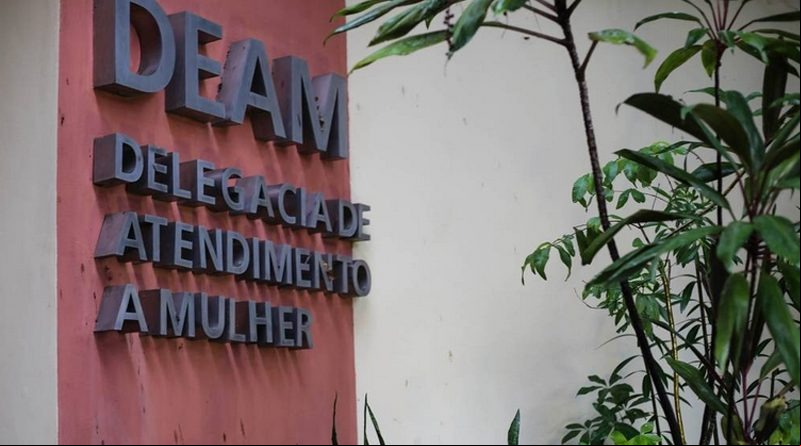 DEAM
DELEGACIA DE
ATENDIMENTO
A MULHER